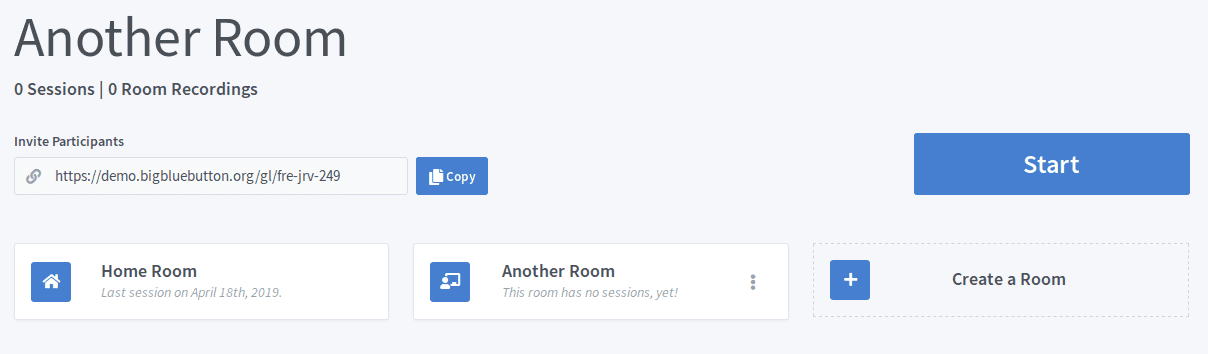 Another Room
0 Sessions | 0 Room Recordings
Invite Participants
https://demo.bigbluebutton.org/gl/fre-jrv-249
Copy
Start
Home Room
Last session on April 18th, 2019.
Another Room
This room has no sessions, yet!
Create a Room